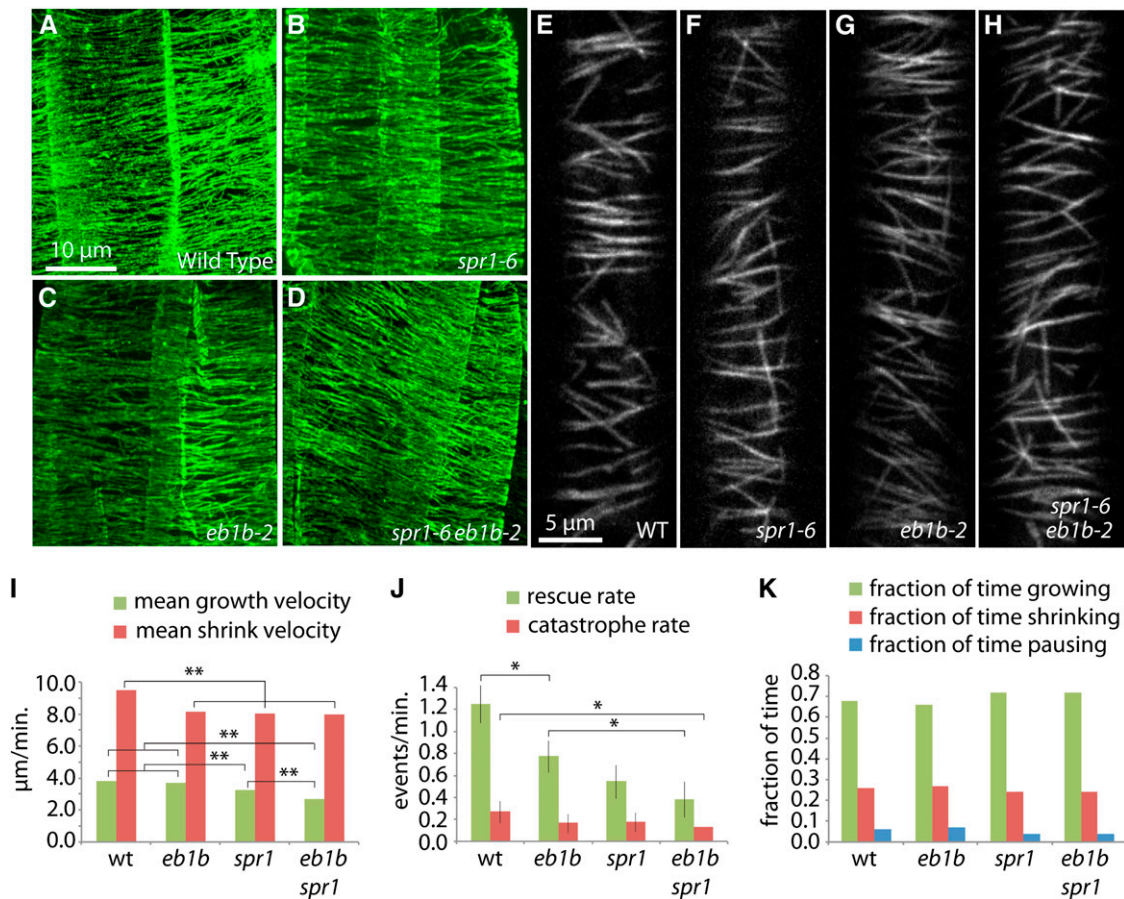 A
B
E
F
G
H
10 µm
Wild Type
spr1-6
C
D
eb1b-2
spr1-6 eb1b-2
5 µm
WT
spr1-6
eb1b-2
spr1-6
eb1b-2
I
mean growth velocity
mean shrink velocity
µm/min.
10.0
8.0
6.0
4.0
2.0
0.0
**
**
**
**
wt
eb1b
spr1
eb1b
spr1
J
rescue rate
catastrophe rate
events/min.
1.4
1.2
1.0
0.8
0.6
0.4
0.2
0.0
*
*
*
wt
eb1b
spr1
eb1b
spr1
K
fraction of time growing
fraction of time shrinking
fraction of time pausing
fraction of time
0.8
0.7
0.6
0.5
0.4
0.3
0.2
0.1
0.0
wt
eb1b
spr1
eb1b
spr1